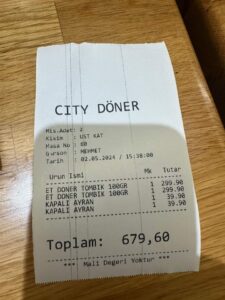 CITY DÖNER
Mis.Adet: 2
Kisim : UST KAT
Masa No : 80
Gurson : MEHMET
Tarih : 02.05.2024 / 15:38:00
Urun Ismi Mk Tutar
ET DONER TOMBIK 100GR 1 299.90
ET DONER TOMBIK 100GR 1 299.90
KAPALI AYRAN 1 39.90
KAPALI AYRAN 1 39.90
Toplam: 679,60
*** Mali Degeri Yoktur ***